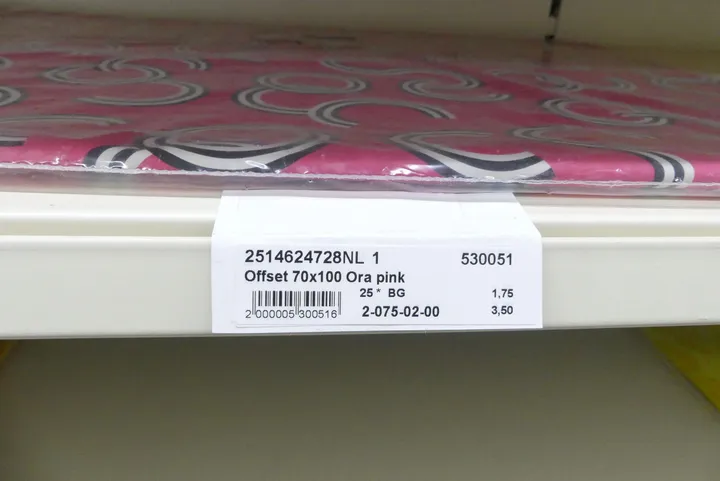 2514624728NL 1 530051
Offset 70x100 Ora pink
25 * BG 1,75
2 000005 300516 2-075-02-00 3,50